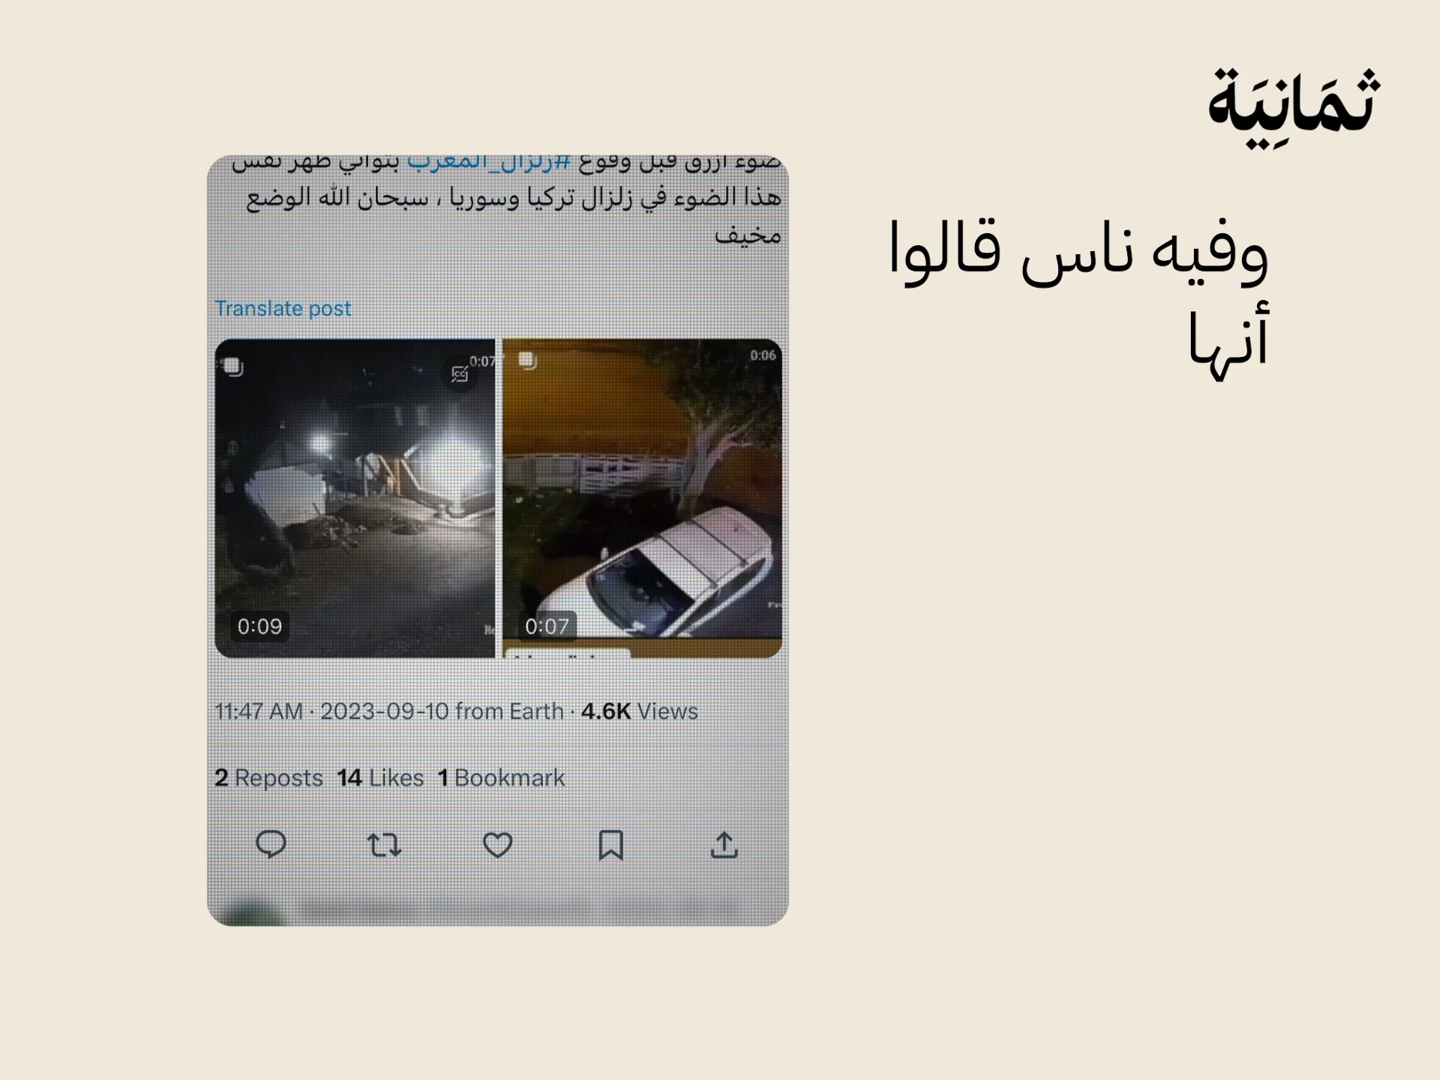 ثمَانِيَة
وفيه ناس قالوا
أنها
ضوء أزرق قبل وقوع #زلزال_المغرب بثواني ظهر نفس
هذا الضوء في زلزال تركيا وسوريا ، سبحان الله الوضع
مخيف
Translate post
0:07
0:06
0:09
0:07
11:47 AM · 2023-09-10 from Earth · 4.6K Views
2 Reposts 14 Likes 1 Bookmark